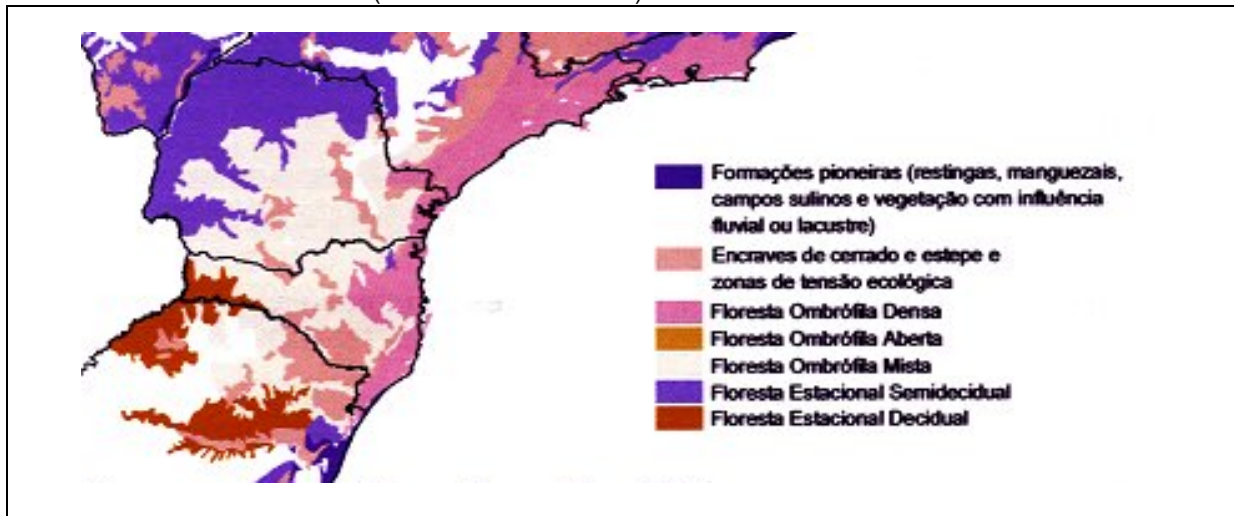 Formações pioneiras (restingas, manguezais,
campos sulinos e vegetação com influência
fluvial ou lacustre)
Encraves de cerrado e estepe e
zonas de tensão ecológica
Floresta Ombrófila Densa
Floresta Ombrófila Aberta
Floresta Ombrófila Mista
Floresta Estacional Semidecidual
Floresta Estacional Decidual